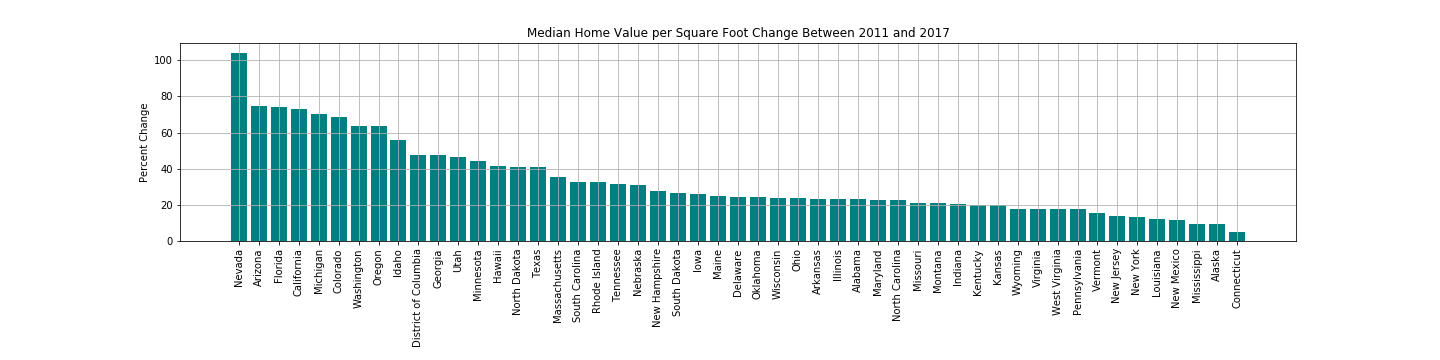 Median Home Value per Square Foot Change Between 2011 and 2017
Percent Change
100
80
60
40
20
0
Nevada
Arizona
Florida
California
Michigan
Colorado
Washington
Oregon
Idaho
District of Columbia
Georgia
Utah
Minnesota
Hawaii
North Dakota
Texas
Massachusetts
South Carolina
Rhode Island
Tennessee
Nebraska
New Hampshire
South Dakota
Iowa
Maine
Delaware
Oklahoma
Wisconsin
Ohio
Arkansas
Illinois
Alabama
Maryland
North Carolina
Missouri
Montana
Indiana
Kentucky
Kansas
Wyoming
Virginia
West Virginia
Pennsylvania
Vermont
New Jersey
New York
Louisiana
New Mexico
Mississippi
Alaska
Connecticut